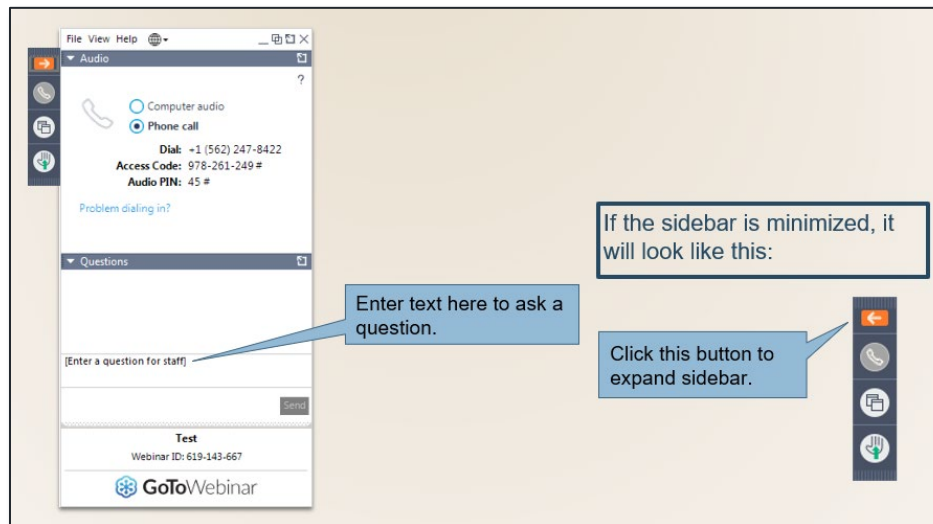 File View Help
Audio
?
Computer audio
Phone call
Dial: +1 (562) 247-8422
Access Code: 978-261-249 #
Audio PIN: 45 #
Problem dialing in?
Questions
[Enter a question for staff]
Send
Test
Webinar ID: 619-143-667
GoToWebinar
Enter text here to ask a
question.
If the sidebar is minimized, it
will look like this:
Click this button to
expand sidebar.